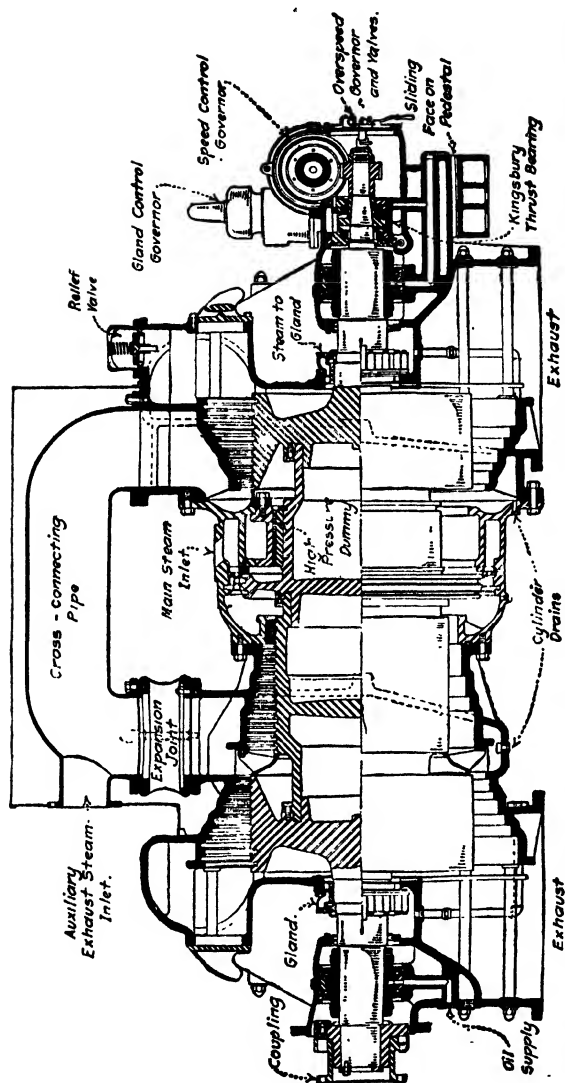 Auxiliary
Exhaust Steam
Inlet.
Cross-connecting
Pipe
Expansion
Joint
Main Steam
Inlet.
Relief
Valve
Gland Control
Governor
Speed Control
Governor
Overspeed
Governor
and Valves.
Sliding
Face on
Pedestal
Kingsbury
Thrust Bearing
Steam to
Gland
High
Pressure
Dummy
Coupling
Gland
Oil
Supply
Exhaust
Cylinder
Drains
Exhaust